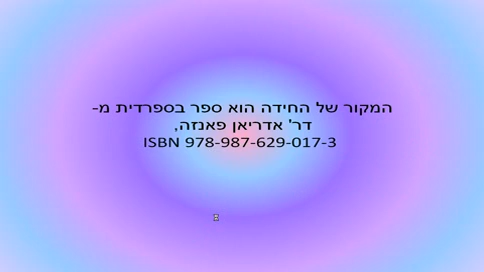 המקור של החידה הוא ספר בספרדית מ-
דר' אדריאן פאנזה,
ISBN 978-987-629-017-3